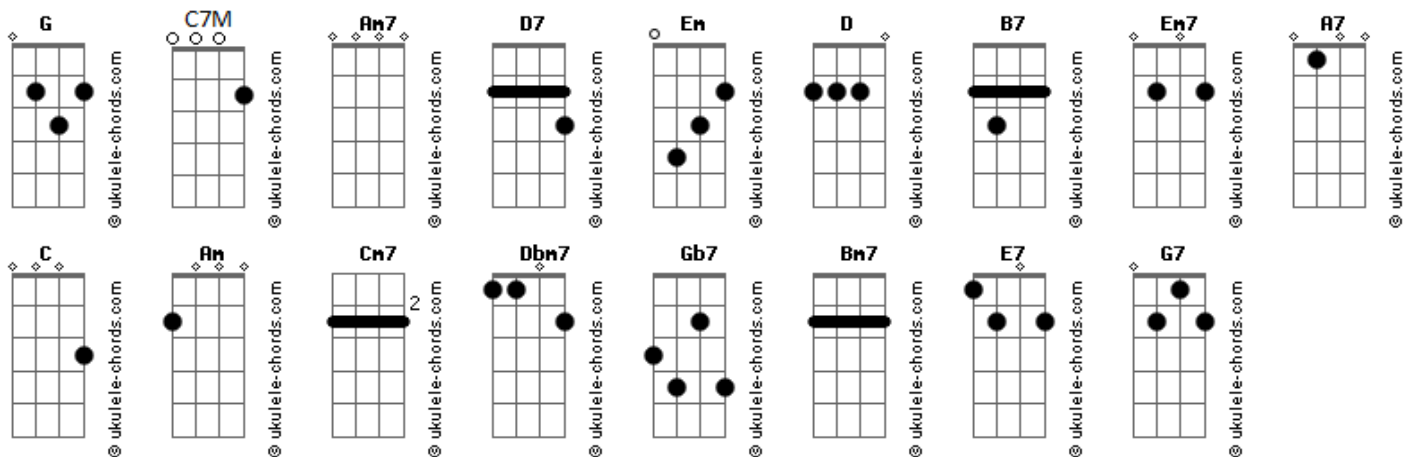 G C7M Am7 D7 Em D B7 Em7 A7
© ukulele-chords.com © ukulele-chords.com © ukulele-chords.com © ukulele-chords.com © ukulele-chords.com © ukulele-chords.com © ukulele-chords.com © ukulele-chords.com © ukulele-chords.com
C Am Cm7 Dbm7 Gb7 Bm7 E7 G7
2
© ukulele-chords.com © ukulele-chords.com © ukulele-chords.com © ukulele-chords.com © ukulele-chords.com © ukulele-chords.com © ukulele-chords.com © ukulele-chords.com